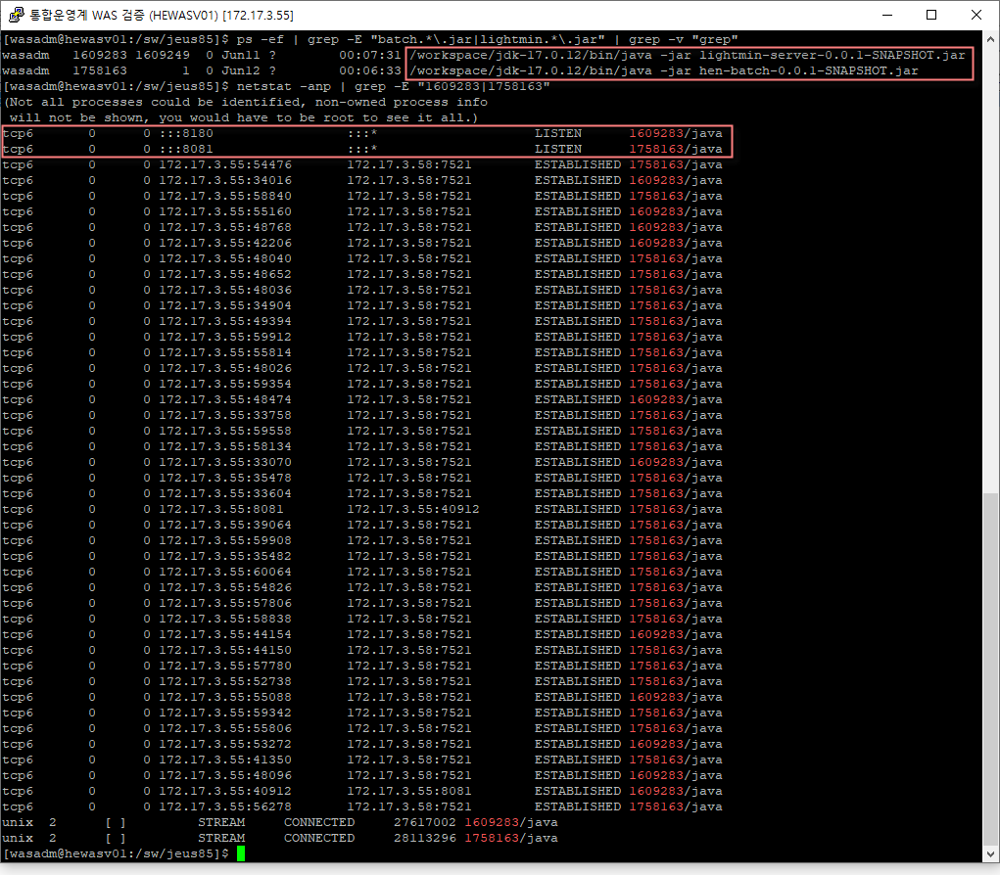 통합운영계 WAS 검증 (HEWASV01) [172.17.3.55]
[wasadm@hewasv01:/sw/jeus85]$ ps -ef | grep -E "batch.*\.jar|lightmin.*\.jar" | grep -v "grep"
wasadm 1609283 1609249 0 Jun11 ? 00:07:31 /workspace/jdk-17.0.12/bin/java -jar lightmin-server-0.0.1-SNAPSHOT.jar
wasadm 1758163 1 0 Jun12 ? 00:06:33 /workspace/jdk-17.0.12/bin/java -jar hen-batch-0.0.1-SNAPSHOT.jar
[wasadm@hewasv01:/sw/jeus85]$ netstat -anp | grep -E "1609283|1758163"
(Not all processes could be identified, non-owned process info
will not be shown, you would have to be root to see it all.)
tcp6 0 0 :::8180 :::* LISTEN 1609283/java
tcp6 0 0 :::8081 :::* LISTEN 1758163/java
tcp6 0 0 172.17.3.55:54476 172.17.3.58:7521 ESTABLISHED 1758163/java
tcp6 0 0 172.17.3.55:34016 172.17.3.58:7521 ESTABLISHED 1609283/java
tcp6 0 0 172.17.3.55:58840 172.17.3.58:7521 ESTABLISHED 1758163/java
tcp6 0 0 172.17.3.55:55160 172.17.3.58:7521 ESTABLISHED 1609283/java
tcp6 0 0 172.17.3.55:48768 172.17.3.58:7521 ESTABLISHED 1609283/java
tcp6 0 0 172.17.3.55:42206 172.17.3.58:7521 ESTABLISHED 1609283/java
tcp6 0 0 172.17.3.55:48040 172.17.3.58:7521 ESTABLISHED 1758163/java
tcp6 0 0 172.17.3.55:48652 172.17.3.58:7521 ESTABLISHED 1758163/java
tcp6 0 0 172.17.3.55:48036 172.17.3.58:7521 ESTABLISHED 1758163/java
tcp6 0 0 172.17.3.55:34904 172.17.3.58:7521 ESTABLISHED 1758163/java
tcp6 0 0 172.17.3.55:49394 172.17.3.58:7521 ESTABLISHED 1758163/java
tcp6 0 0 172.17.3.55:59912 172.17.3.58:7521 ESTABLISHED 1758163/java
tcp6 0 0 172.17.3.55:55814 172.17.3.58:7521 ESTABLISHED 1758163/java
tcp6 0 0 172.17.3.55:48026 172.17.3.58:7521 ESTABLISHED 1758163/java
tcp6 0 0 172.17.3.55:59354 172.17.3.58:7521 ESTABLISHED 1758163/java
tcp6 0 0 172.17.3.55:48474 172.17.3.58:7521 ESTABLISHED 1609283/java
tcp6 0 0 172.17.3.55:33758 172.17.3.58:7521 ESTABLISHED 1758163/java
tcp6 0 0 172.17.3.55:59558 172.17.3.58:7521 ESTABLISHED 1758163/java
tcp6 0 0 172.17.3.55:58134 172.17.3.58:7521 ESTABLISHED 1758163/java
tcp6 0 0 172.17.3.55:33070 172.17.3.58:7521 ESTABLISHED 1609283/java
tcp6 0 0 172.17.3.55:35478 172.17.3.58:7521 ESTABLISHED 1758163/java
tcp6 0 0 172.17.3.55:33604 172.17.3.58:7521 ESTABLISHED 1758163/java
tcp6 0 0 172.17.3.55:8081 172.17.3.55:40912 ESTABLISHED 1758163/java
tcp6 0 0 172.17.3.55:39064 172.17.3.58:7521 ESTABLISHED 1758163/java
tcp6 0 0 172.17.3.55:59908 172.17.3.58:7521 ESTABLISHED 1758163/java
tcp6 0 0 172.17.3.55:35482 172.17.3.58:7521 ESTABLISHED 1758163/java
tcp6 0 0 172.17.3.55:60064 172.17.3.58:7521 ESTABLISHED 1758163/java
tcp6 0 0 172.17.3.55:54826 172.17.3.58:7521 ESTABLISHED 1758163/java
tcp6 0 0 172.17.3.55:57806 172.17.3.58:7521 ESTABLISHED 1758163/java
tcp6 0 0 172.17.3.55:58838 172.17.3.58:7521 ESTABLISHED 1758163/java
tcp6 0 0 172.17.3.55:44154 172.17.3.58:7521 ESTABLISHED 1609283/java
tcp6 0 0 172.17.3.55:44150 172.17.3.58:7521 ESTABLISHED 1758163/java
tcp6 0 0 172.17.3.55:57780 172.17.3.58:7521 ESTABLISHED 1758163/java
tcp6 0 0 172.17.3.55:52738 172.17.3.58:7521 ESTABLISHED 1758163/java
tcp6 0 0 172.17.3.55:55088 172.17.3.58:7521 ESTABLISHED 1609283/java
tcp6 0 0 172.17.3.55:59342 172.17.3.58:7521 ESTABLISHED 1758163/java
tcp6 0 0 172.17.3.55:55806 172.17.3.58:7521 ESTABLISHED 1758163/java
tcp6 0 0 172.17.3.55:53272 172.17.3.58:7521 ESTABLISHED 1609283/java
tcp6 0 0 172.17.3.55:41350 172.17.3.58:7521 ESTABLISHED 1758163/java
tcp6 0 0 172.17.3.55:48096 172.17.3.58:7521 ESTABLISHED 1758163/java
tcp6 0 0 172.17.3.55:40912 172.17.3.55:8081 ESTABLISHED 1609283/java
tcp6 0 0 172.17.3.55:56278 172.17.3.58:7521 ESTABLISHED 1758163/java
unix 2 [ ] STREAM CONNECTED 27617002 1609283/java
unix 2 [ ] STREAM CONNECTED 28113296 1758163/java
[wasadm@hewasv01:/sw/jeus85]$